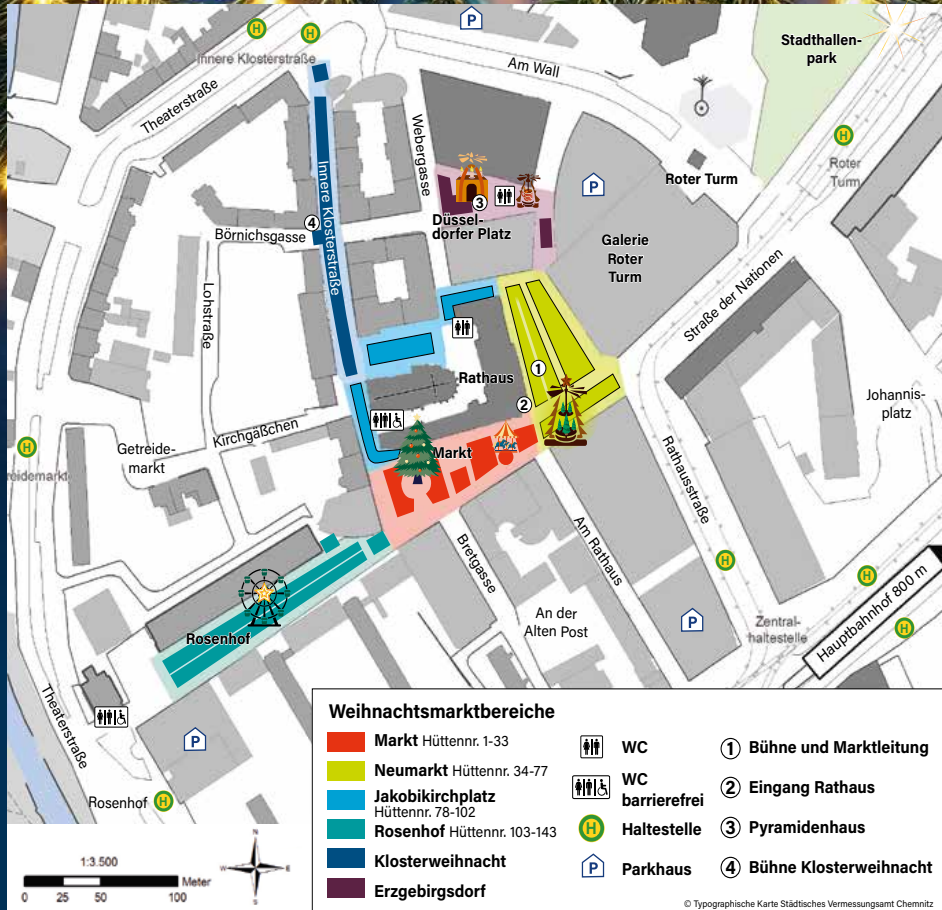 P
H
H
Innere Klosterstraße
Am Wall
Stadthallen-
park
Theaterstraße
Webergasse
H
Roter
Turm
Innere Klosterstraße
3
P
Roter Turm
4
Börnichsgasse
Düssel-
dorfer Platz
Galerie
Roter
Turm
Lohstraße
Straße der Nationen
1
Rathaus
2
Johannis-
platz
Kirchgäßchen
H
Getreide-
markt
reidemarkt
Markt
Rathausstraße
Bretgasse
Am Rathaus
H
H
An der
Alten Post
P
Zentral-
haltestelle
H
Hauptbahnhof 800 m
Rosenhof
Theaterstraße
P
Rosenhof
H
Weihnachtsmarktbereiche
Markt Hüttennr. 1-33
Neumarkt Hüttennr. 34-77
Jakobikirchplatz
Hüttennr. 78-102
Rosenhof Hüttennr. 103-143
Klosterweihnacht
Erzgebirgsdorf
WC
WC
barrierefrei
H Haltestelle
P Parkhaus
1 Bühne und Marktleitung
2 Eingang Rathaus
3 Pyramidenhaus
4 Bühne Klosterweihnacht
1:3.500
Meter
0 25 50 100
N
W E
S
© Typographische Karte Städtisches Vermessungsamt Chemnitz